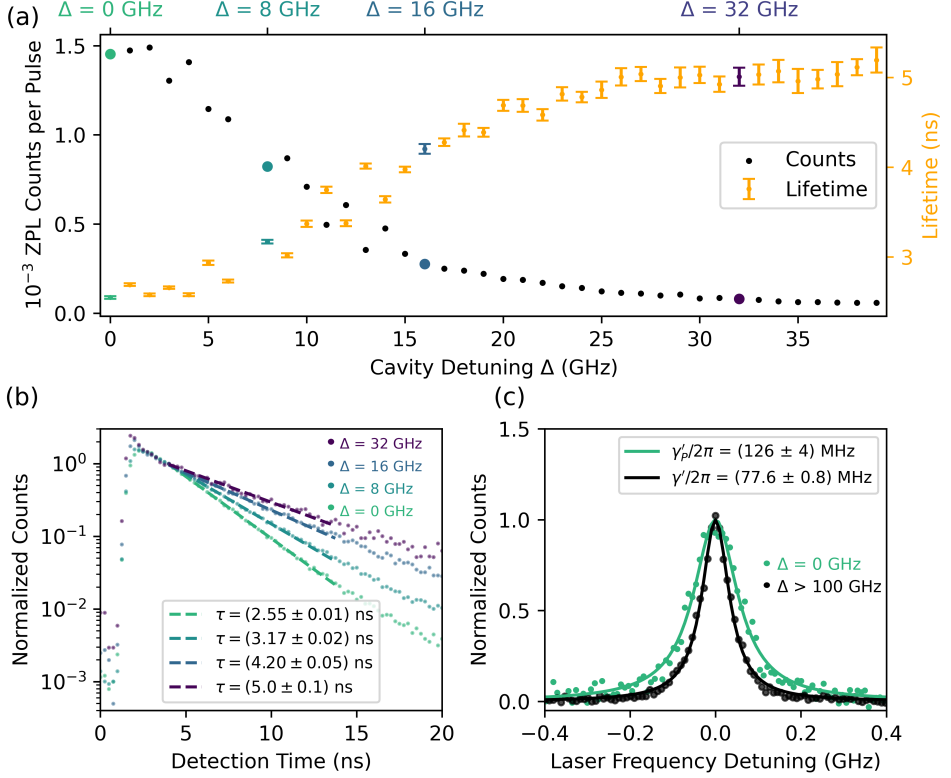 (a)
Δ = 0 GHz
Δ = 8 GHz
Δ = 16 GHz
Δ = 32 GHz
10⁻³ ZPL Counts per Pulse
1.5
1.0
0.5
0.0
Counts
Lifetime
5
4
3
Lifetime (ns)
0
5
10
15
20
25
30
35
Cavity Detuning Δ (GHz)
(b)
Normalized Counts
10⁰
10⁻¹
10⁻²
10⁻³
Δ = 32 GHz
Δ = 16 GHz
Δ = 8 GHz
Δ = 0 GHz
τ = (2.55 ± 0.01) ns
τ = (3.17 ± 0.02) ns
τ = (4.20 ± 0.05) ns
τ = (5.0 ± 0.1) ns
0
5
10
15
20
Detection Time (ns)
(c)
Normalized Counts
1.5
1.0
0.5
0.0
γ′ₚ/2π = (126 ± 4) MHz
γ′/2π = (77.6 ± 0.8) MHz
Δ = 0 GHz
Δ > 100 GHz
−0.4
−0.2
0.0
0.2
0.4
Laser Frequency Detuning (GHz)